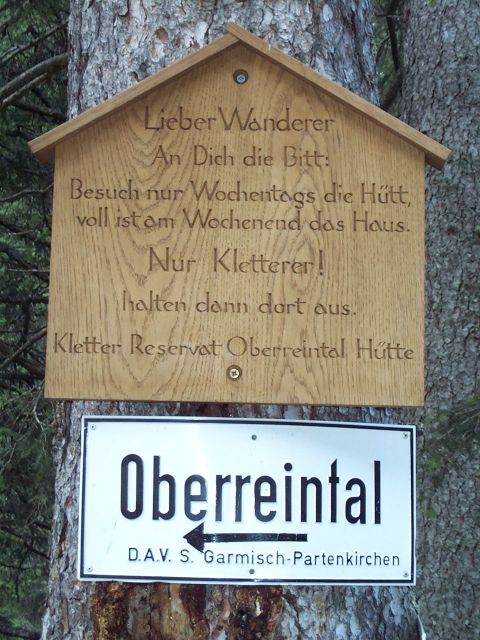 Lieber Wanderer
An Dich die Bitt:
Besuch nur Wochentags die Hütt,
voll ist am Wochenend das Haus.
Nur Kletterer!
halten dann dort aus.
Kletter Reservat Oberreintal Hütte
Oberreintal
D.A.V. S. Garmisch-Partenkirchen